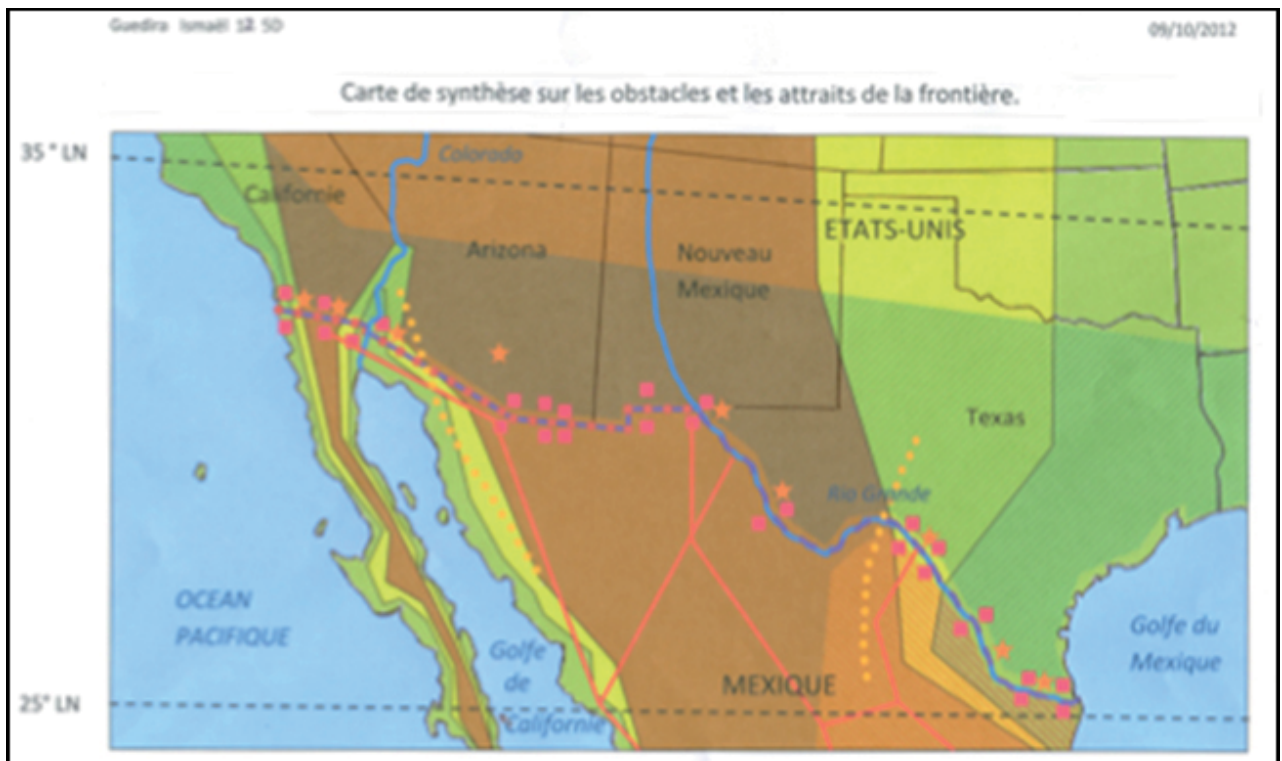 Guedira Ismaël 1è SD
09/10/2012
Carte de synthèse sur les obstacles et les attraits de la frontière.
35° LN
Colorado
Californie
ETATS-UNIS
Arizona
Nouveau
Mexique
Texas
Rio Grande
OCEAN
PACIFIQUE
Golfe du
Mexique
Golfe
de
Californie
MEXIQUE
25° LN